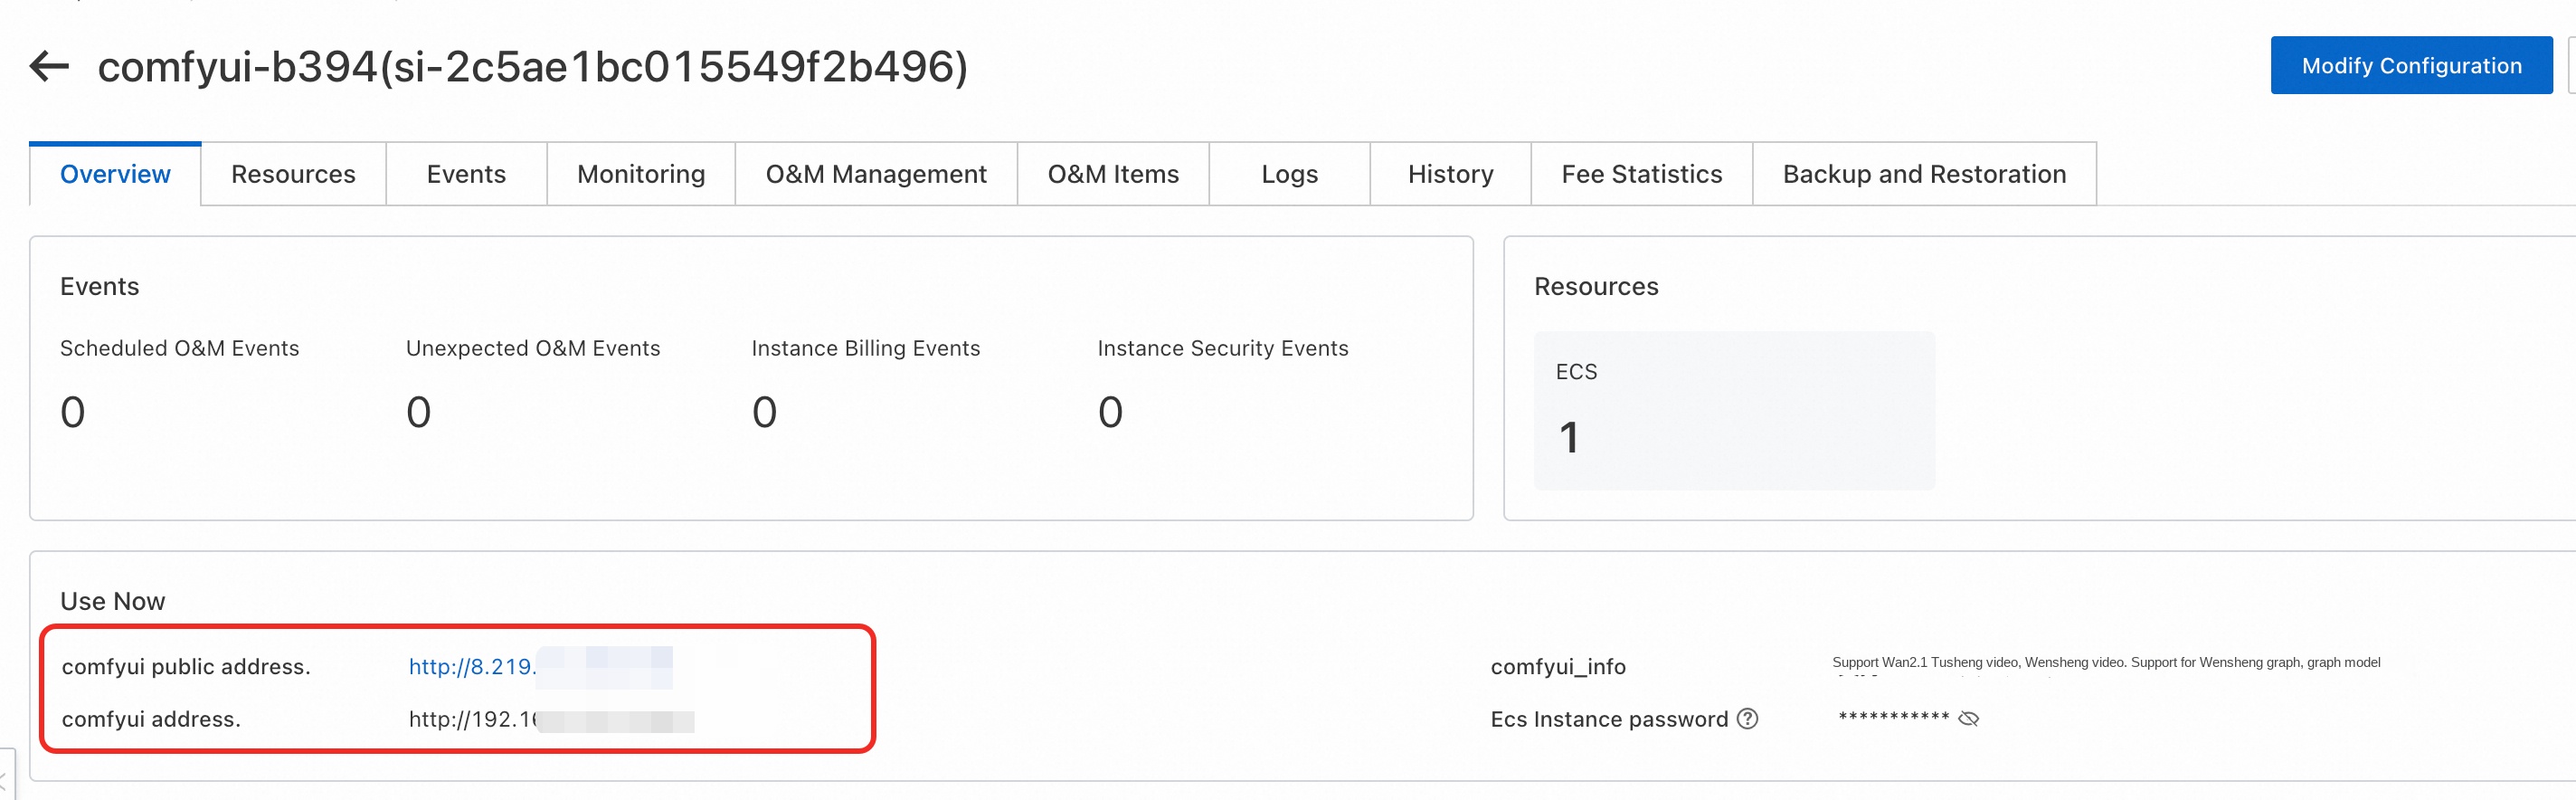 comfyui-b394(si-2c5ae1bc015549f2b496)
Modify Configuration
Overview
Resources
Events
Monitoring
O&M Management
O&M Items
Logs
History
Fee Statistics
Backup and Restoration
Events
Scheduled O&M Events
Unexpected O&M Events
Instance Billing Events
Instance Security Events
0
0
0
0
Resources
ECS
1
Use Now
comfyui public address. http://8.219.
comfyui_info Support Wan2.1 Tusheng video, Wensheng video. Support for Wensheng graph, graph model
comfyui address. http://192.1
Ecs Instance password ? ***********